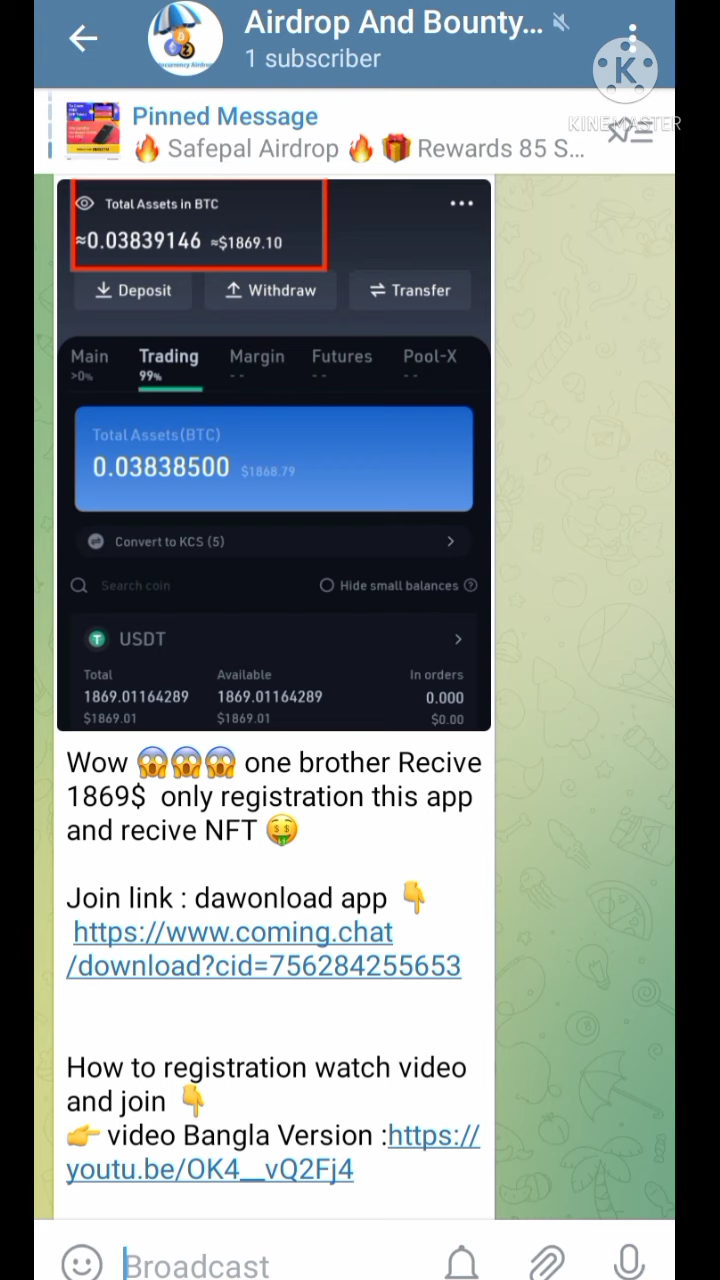 Airdrop And Bounty...
1 subscriber
K
KINEMASTER
Pinned Message
🔥 Safepal Airdrop 🔥 🎁 Rewards 85 S...
Total Assets in BTC
≈0.03839146 ≈$1869.10
Deposit Withdraw Transfer
Main Trading Margin Futures Pool-X
>0% 99% -- -- --
Total Assets(BTC)
0.03838500 $1868.79
Convert to KCS (5)
Search coin Hide small balances
USDT
Total Available In orders
1869.01164289 1869.01164289 0.000
$1869.01 $1869.01 $0.00
Wow 😱😱😱 one brother Recive
1869$ only registration this app
and recive NFT 🤑
Join link : dawonload app 👇
https://www.coming.chat
/download?cid=756284255653
How to registration watch video
and join 👇
👉 video Bangla Version :https://
youtu.be/OK4__vQ2Fj4
Broadcast